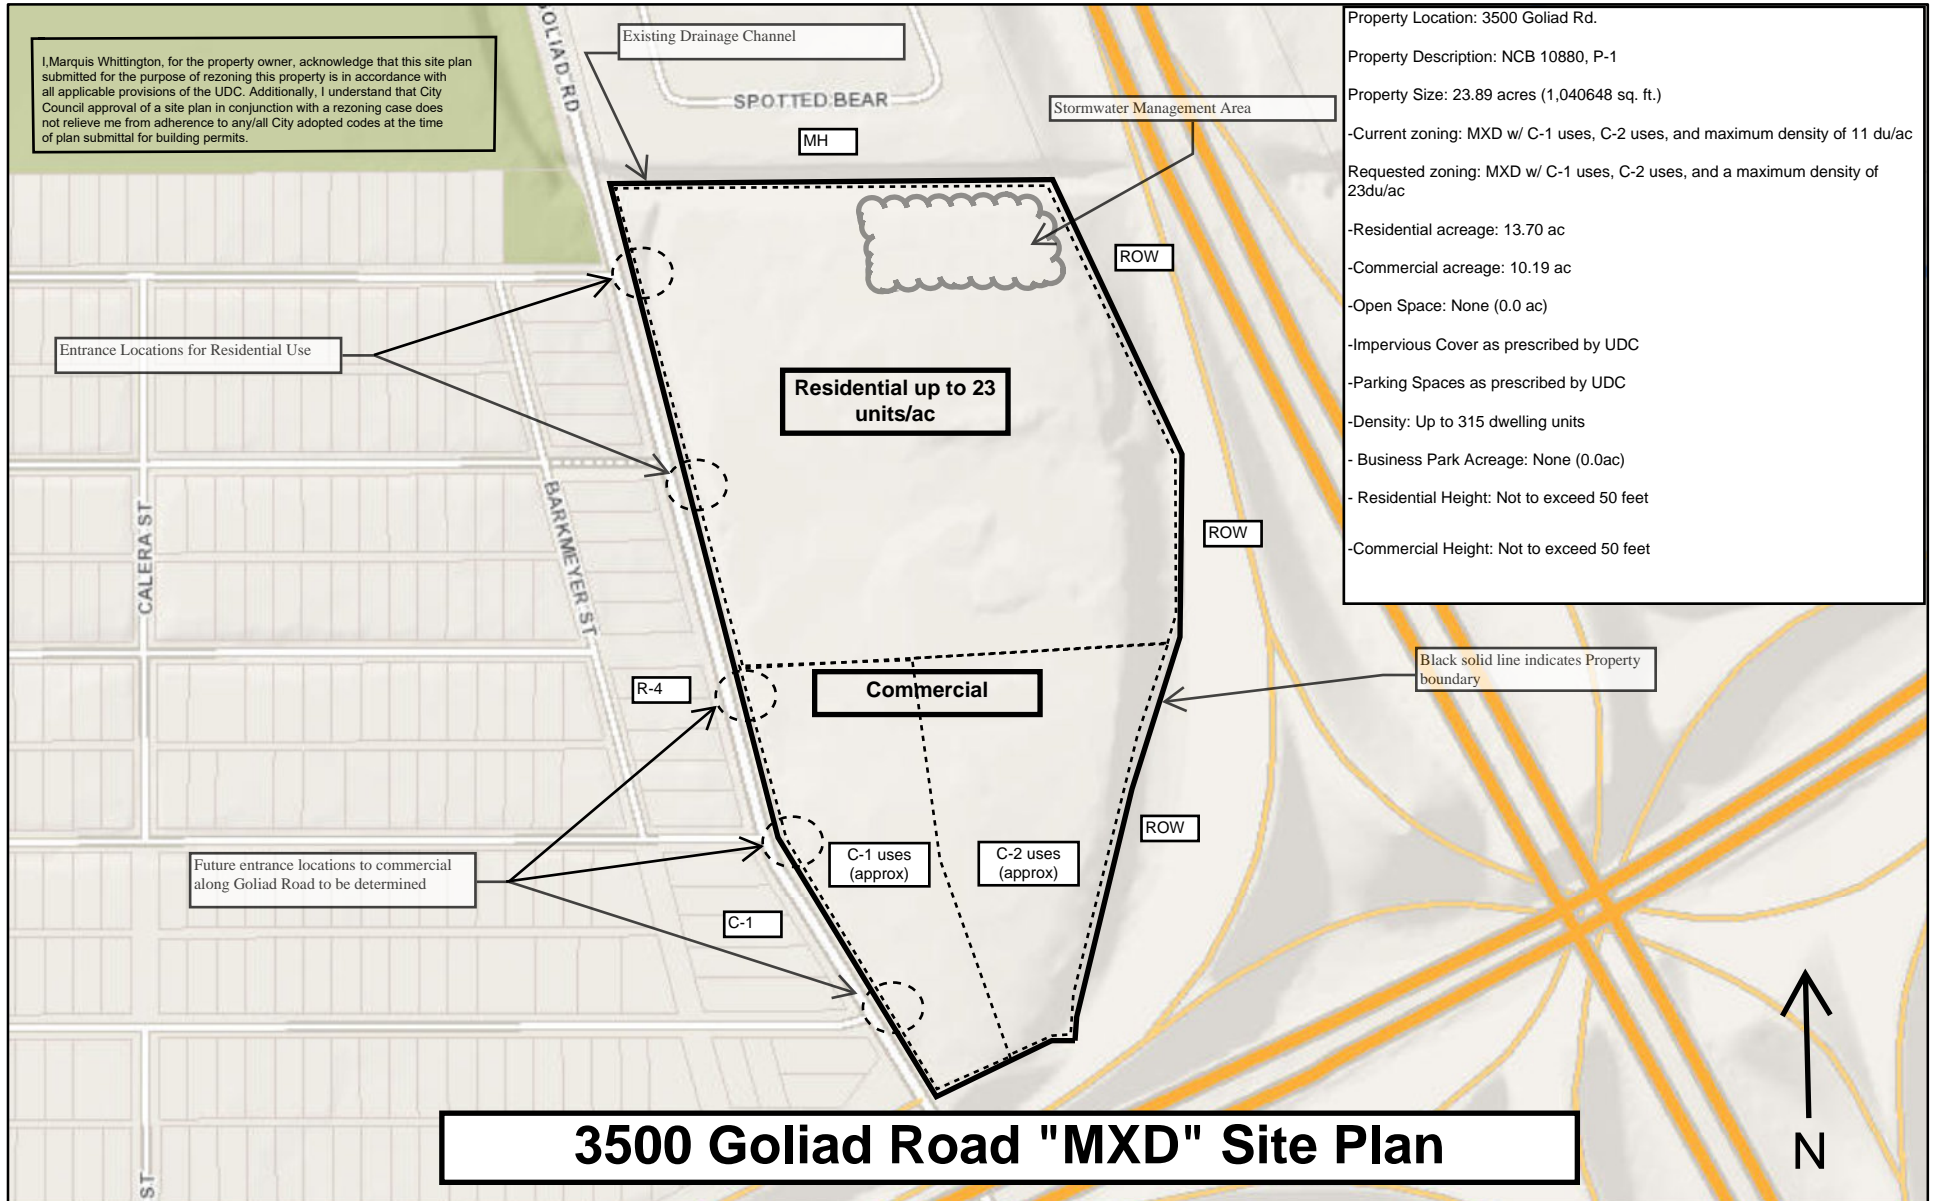 I,Marquis Whittington, for the property owner, acknowledge that this site plan
submitted for the purpose of rezoning this property is in accordance with
all applicable provisions of the UDC. Additionally, I understand that City
Council approval of a site plan in conjunction with a rezoning case does
not relieve me from adherence to any/all City adopted codes at the time
of plan submittal for building permits.
GOLIAD RD
Existing Drainage Channel
SPOTTED BEAR
MH
Stormwater Management Area
Property Location: 3500 Goliad Rd.
Property Description: NCB 10880, P-1
Property Size: 23.89 acres (1,040648 sq. ft.)
-Current zoning: MXD w/ C-1 uses, C-2 uses, and maximum density of 11 du/ac
Requested zoning: MXD w/ C-1 uses, C-2 uses, and a maximum density of
23du/ac
-Residential acreage: 13.70 ac
-Commercial acreage: 10.19 ac
-Open Space: None (0.0 ac)
-Impervious Cover as prescribed by UDC
-Parking Spaces as prescribed by UDC
-Density: Up to 315 dwelling units
- Business Park Acreage: None (0.0ac)
- Residential Height: Not to exceed 50 feet
-Commercial Height: Not to exceed 50 feet
ROW
Entrance Locations for Residential Use
Residential up to 23
units/ac
ROW
CALERA ST
BARKMEYER ST
Black solid line indicates Property
boundary
R-4
Commercial
ROW
C-1 uses
(approx)
C-2 uses
(approx)
Future entrance locations to commercial
along Goliad Road to be determined
C-1
3500 Goliad Road "MXD" Site Plan
N
ST